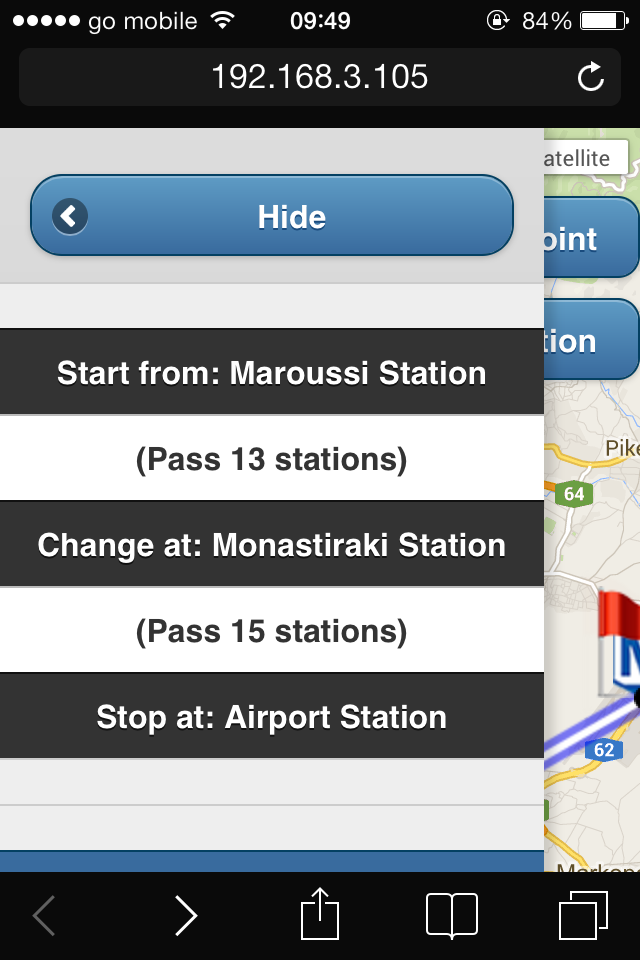 go mobile 09:49 84%
192.168.3.105
Hide
atellite
oint
tion
Start from: Maroussi Station
(Pass 13 stations)
Pike
64
Change at: Monastiraki Station
(Pass 15 stations)
Stop at: Airport Station
62